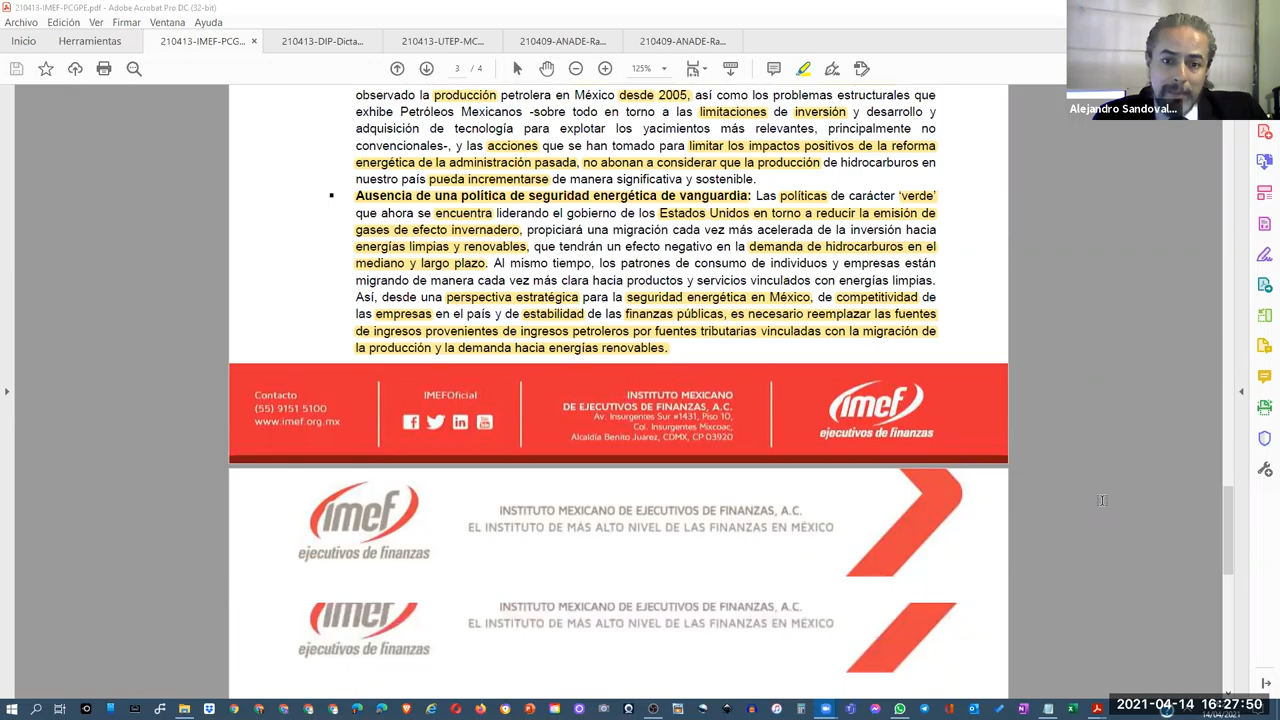 210413-IMEF-PCGPE.pdf - Adobe Acrobat Pro DC (32-bit)
Archivo Edición Ver Firmar Ventana Ayuda
Inicio Herramientas 210413-IMEF-PCG... × 210413-DIP-Dicta... 210413-UTEP-MC... 210409-ANADE-Ra... 210409-ANADE-Ra...
3 / 4 125%
Alejandro Sandoval...
observado la producción petrolera en México desde 2005, así como los problemas estructurales que
exhibe Petróleos Mexicanos -sobre todo en torno a las limitaciones de inversión y desarrollo y
adquisición de tecnología para explotar los yacimientos más relevantes, principalmente no
convencionales-, y las acciones que se han tomado para limitar los impactos positivos de la reforma
energética de la administración pasada, no abonan a considerar que la producción de hidrocarburos en
nuestro país pueda incrementarse de manera significativa y sostenible.
▪ Ausencia de una política de seguridad energética de vanguardia: Las políticas de carácter ‘verde’
que ahora se encuentra liderando el gobierno de los Estados Unidos en torno a reducir la emisión de
gases de efecto invernadero, propiciará una migración cada vez más acelerada de la inversión hacia
energías limpias y renovables, que tendrán un efecto negativo en la demanda de hidrocarburos en el
mediano y largo plazo. Al mismo tiempo, los patrones de consumo de individuos y empresas están
migrando de manera cada vez más clara hacia productos y servicios vinculados con energías limpias.
Así, desde una perspectiva estratégica para la seguridad energética en México, de competitividad de
las empresas en el país y de estabilidad de las finanzas públicas, es necesario reemplazar las fuentes
de ingresos provenientes de ingresos petroleros por fuentes tributarias vinculadas con la migración de
la producción y la demanda hacia energías renovables.
Contacto
(55) 9151 5100
www.imef.org.mx
IMEFOficial
INSTITUTO MEXICANO
DE EJECUTIVOS DE FINANZAS, A.C.
Av. Insurgentes Sur #1431, Piso 10,
Col. Insurgentes Mixcoac,
Alcaldía Benito Juárez, CDMX, CP 03920
imef
ejecutivos de finanzas
imef
ejecutivos de finanzas
INSTITUTO MEXICANO DE EJECUTIVOS DE FINANZAS, A.C.
EL INSTITUTO DE MÁS ALTO NIVEL DE LAS FINANZAS EN MÉXICO
imef
ejecutivos de finanzas
INSTITUTO MEXICANO DE EJECUTIVOS DE FINANZAS, A.C.
EL INSTITUTO DE MÁS ALTO NIVEL DE LAS FINANZAS EN MÉXICO
2021-04-14 16:27:50
14/04/2021